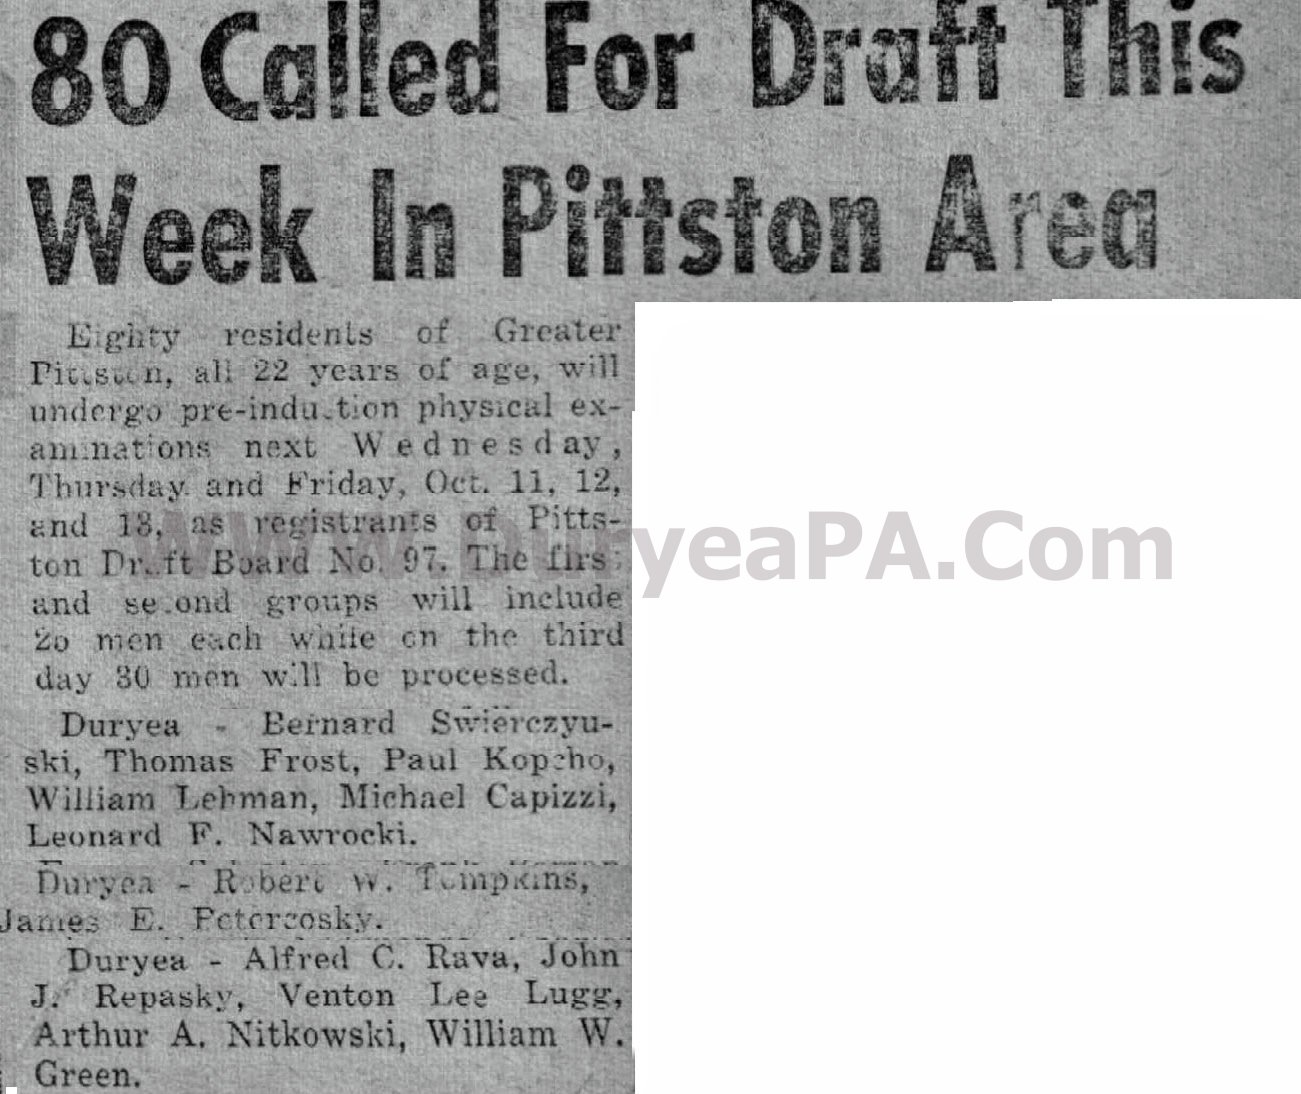 80 Called For Draft This
Week In Pittston Area
Eighty residents of Greater
Pittston, all 22 years of age, will
undergo pre-induction physical ex-
aminations next Wednesday,
Thursday and Friday, Oct. 11, 12,
and 13, as registrants of Pitts-
ton Draft Board No. 97. The first
and second groups will include
men each while on the third
day 30 men will be processed.
Duryea - Bernard Swierczyu-
ski, Thomas Frost, Paul Kopcho,
William Lehman, Michael Capizzi,
Leonard F. Nawrocki.
Duryea - Robert W. Tompkins,
James E.
Duryea - Alfred C. Rava, John
J. Repasky, Venton Lee Lugg,
Arthur A. Nitkowski, William W.
Green.
www.DuryeaPA.Com